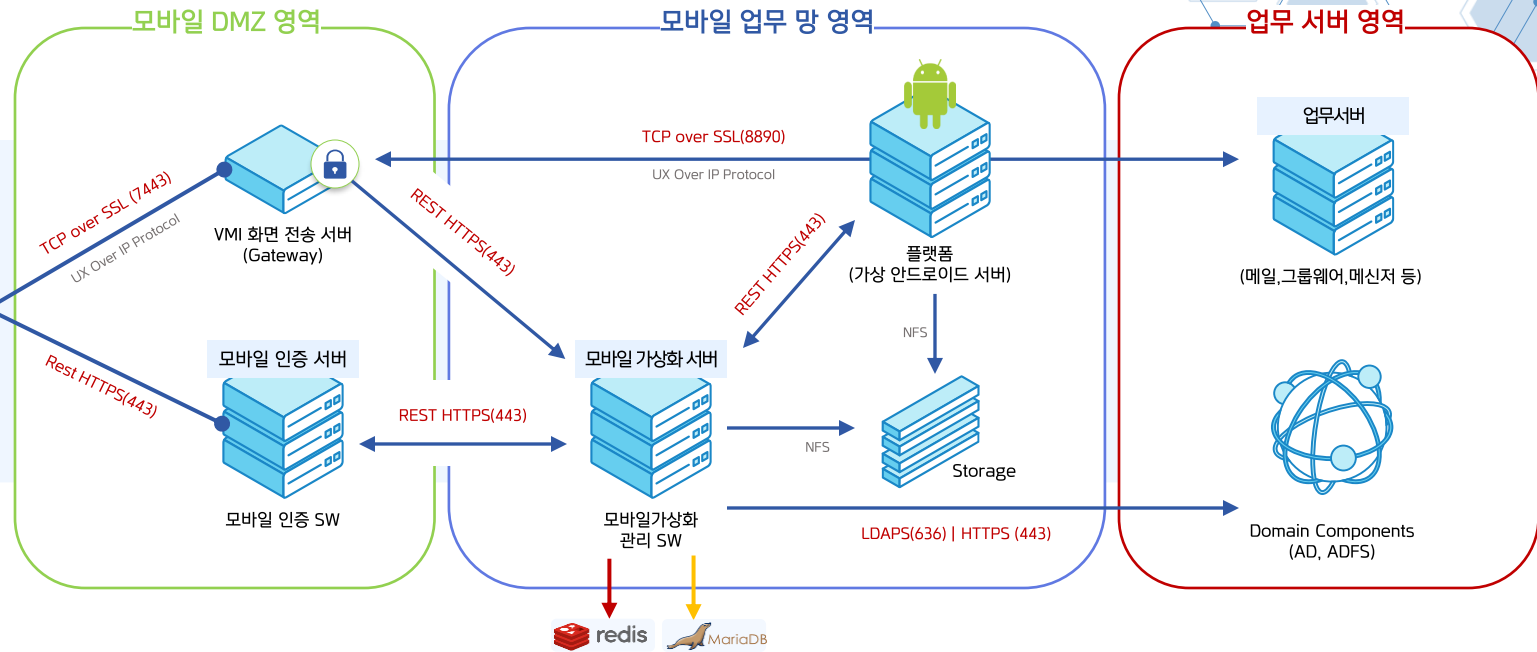 모바일 DMZ 영역
모바일 업무 망 영역
업무 서버 영역
TCP over SSL (7443)
UX Over IP Protocol
Rest HTTPS(443)
VMI 화면 전송 서버
(Gateway)
모바일 인증 서버
모바일 인증 SW
REST HTTPS(443)
REST HTTPS(443)
TCP over SSL(8890)
UX Over IP Protocol
REST HTTPS(443)
플랫폼
(가상 안드로이드 서버)
NFS
모바일 가상화 서버
모바일가상화
관리 SW
NFS
Storage
LDAPS(636) | HTTPS (443)
redis
MariaDB
업무서버
(메일,그룹웨어,메신저 등)
Domain Components
(AD, ADFS)